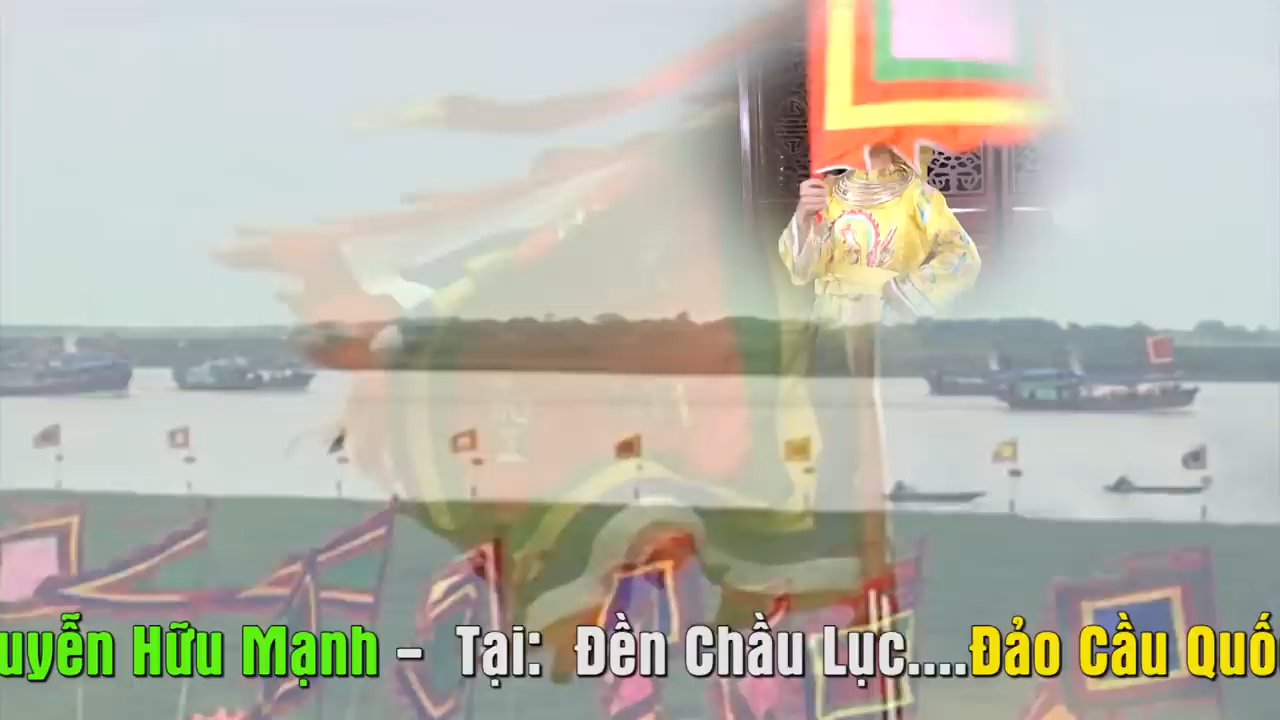 uyễn Hữu Mạnh - Tại: Đền Chầu Lục....Đảo Cầu Quố